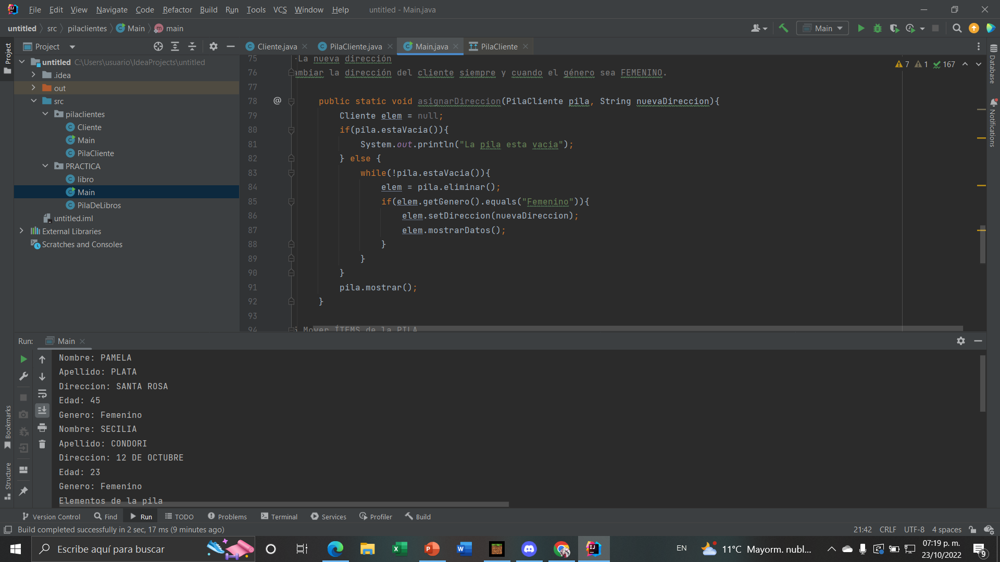 File Edit View Navigate Code Refactor Build Run Tools VCS Window Help untitled - Main.java
untitled src pilaclientes Main main
Main
Project
Cliente.java PilaCliente.java Main.java PilaCliente
untitled C:\Users\usuario\IdeaProjects\untitled
.idea
out
src
pilaclientes
Cliente
Main
PilaCliente
PRACTICA
libro
Main
PilaDeLibros
untitled.iml
External Libraries
Scratches and Consoles
Project
Bookmarks
Structure
7 1 167
Database
Notifications
75 -La nueva dirección
76 ambiar la dirección del cliente siempre y cuando el género sea FEMENINO.
77
78 @ public static void asignarDireccion(PilaCliente pila, String nuevaDireccion){
79 Cliente elem = null;
80 if(pila.estaVacia()){
81 System.out.println("La pila esta vacia");
82 } else {
83 while(!pila.estaVacia()){
84 elem = pila.eliminar();
85 if(elem.getGenero().equals("Femenino")){
86 elem.setDireccion(nuevaDireccion);
87 elem.mostrarDatos();
88 }
89 }
90 }
91 pila.mostrar();
92 }
93
94 Mover ÍTEMS de la PILA
Run: Main
Nombre: PAMELA
Apellido: PLATA
Direccion: SANTA ROSA
Edad: 45
Genero: Femenino
Nombre: SECILIA
Apellido: CONDORI
Direccion: 12 DE OCTUBRE
Edad: 23
Genero: Femenino
Elementos de la pila
Version Control Find Run TODO Problems Terminal Services Profiler Build
Build completed successfully in 2 sec, 17 ms (9 minutes ago)
21:42 CRLF UTF-8 4 spaces
Escribe aquí para buscar
EN 11°C Mayorm. nubl...
07:19 p. m.
23/10/2022
9